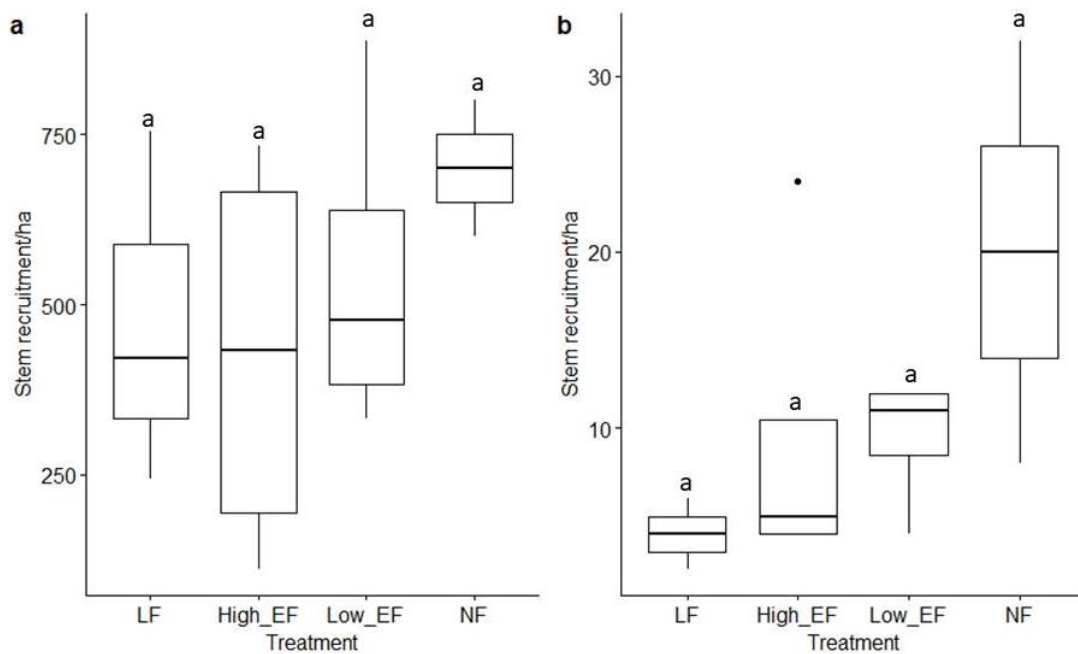 a
a
a
a
a
750
500
250
Stem recruitment/ha
LF High_EF Low_EF NF
Treatment
b
a
a
a
a
30
20
10
Stem recruitment/ha
LF High_EF Low_EF NF
Treatment